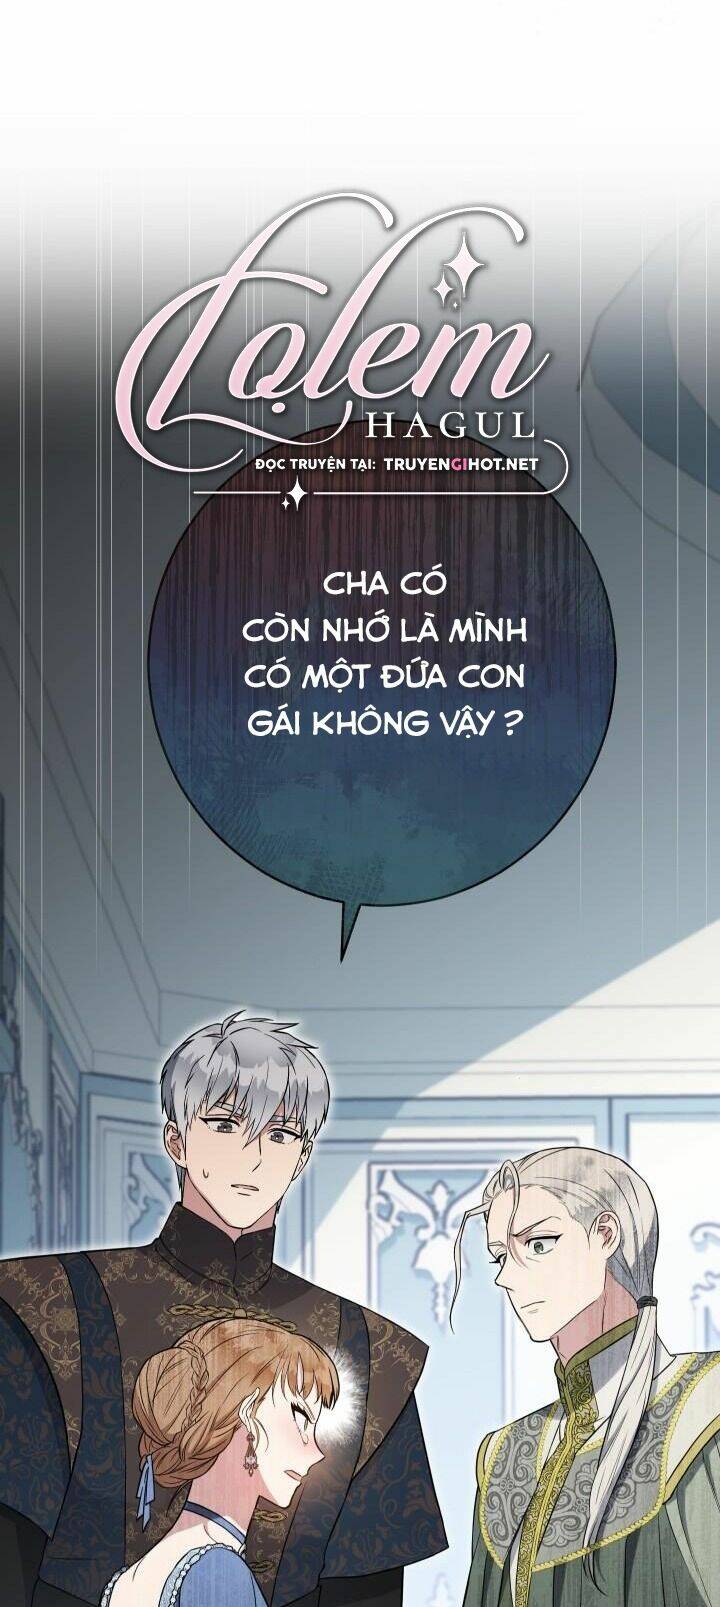 Lọlem
HAGUL
ĐỌC TRUYỆN TẠI: TRUYENGIHOT.NET
CHA CÓ
CÒN NHỚ LÀ MÌNH
CÓ MỘT ĐỨA CON
GÁI KHÔNG VẬY ?